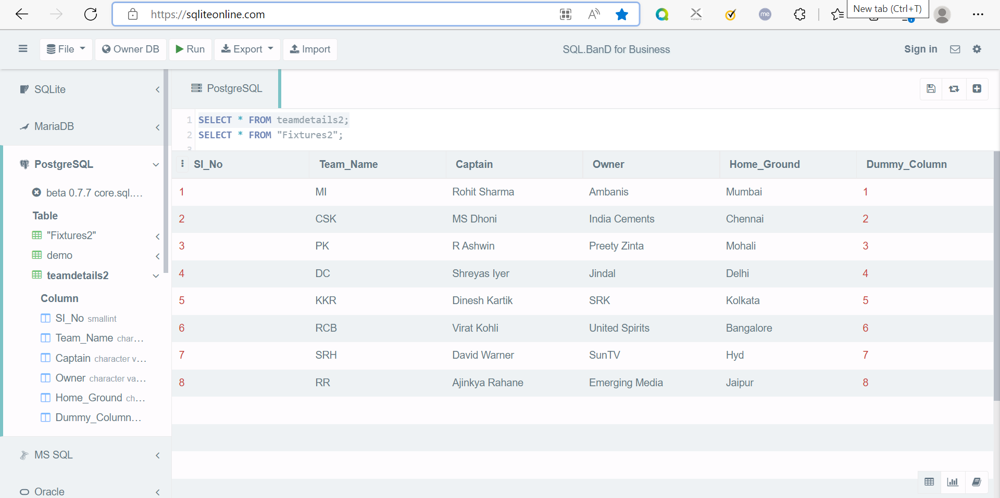 https://sqliteonline.com
New tab (Ctrl+T)
me
File
Owner DB
Run
Export
Import
SQL.BanD for Business
Sign in
SQLite
MariaDB
PostgreSQL
beta 0.7.7 core.sql....
Table
"Fixtures2"
demo
teamdetails2
Column
Sl_No smallint
Team_Name char...
Captain character v...
Owner character va...
Home_Ground ch...
Dummy_Column...
MS SQL
Oracle
PostgreSQL
1 SELECT * FROM teamdetails2;
2 SELECT * FROM "Fixtures2";
3
Sl_No Team_Name Captain Owner Home_Ground Dummy_Column
1 MI Rohit Sharma Ambanis Mumbai 1
2 CSK MS Dhoni India Cements Chennai 2
3 PK R Ashwin Preety Zinta Mohali 3
4 DC Shreyas Iyer Jindal Delhi 4
5 KKR Dinesh Kartik SRK Kolkata 5
6 RCB Virat Kohli United Spirits Bangalore 6
7 SRH David Warner SunTV Hyd 7
8 RR Ajinkya Rahane Emerging Media Jaipur 8